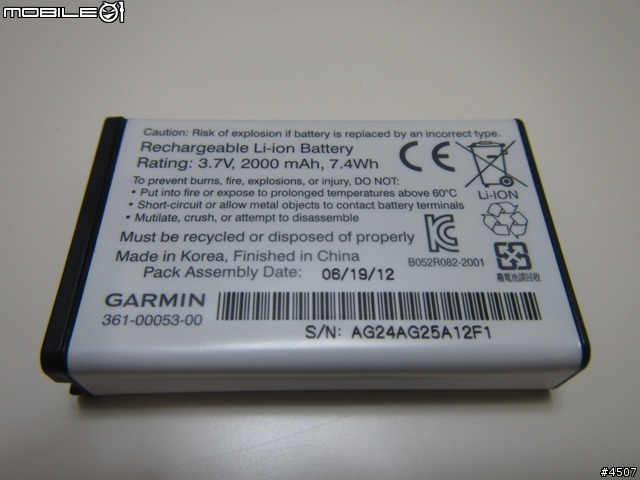 MOBILE01
Caution: Risk of explosion if battery is replaced by an incorrect type.
Rechargeable Li-ion Battery
Rating: 3.7V, 2000 mAh, 7.4Wh
CE
To prevent burns, fire, explosions, or injury, DO NOT:
• Put into fire or expose to prolonged temperatures above 60°C
• Short-circuit or allow metal objects to contact battery terminals
• Mutilate, crush, or attempt to disassemble
Li-ION
Must be recycled or disposed of properly
B052R082-2001
Made in Korea, Finished in China
Pack Assembly Date: 06/19/12
廢電池請回收
GARMIN
361-00053-00
S/N: AG24AG25A12F1
#4507